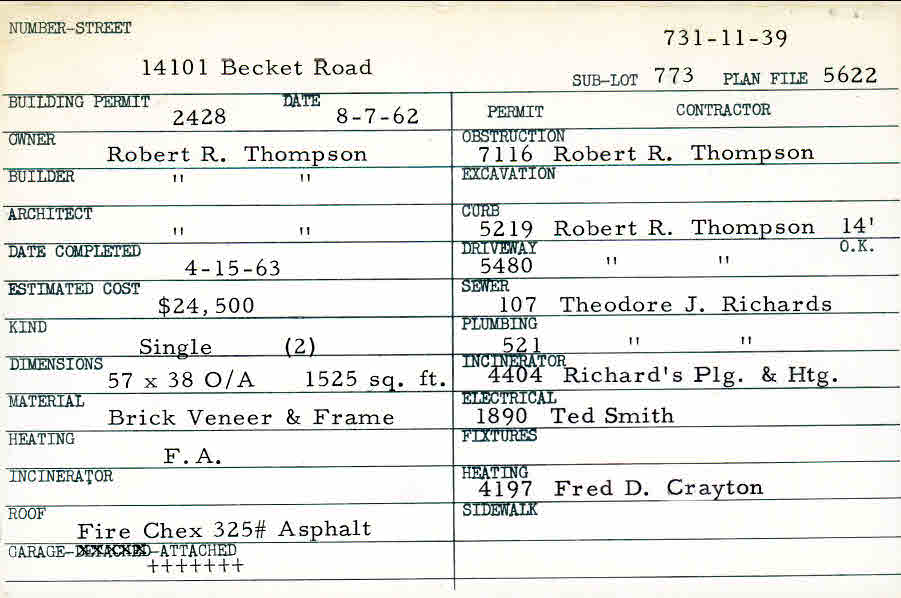 NUMBER-STREET
731-11-39
14101 Becket Road
SUB-LOT 773 PLAN FILE 5622
BUILDING PERMIT DATE
2428 8-7-62
PERMIT CONTRACTOR
OWNER
Robert R. Thompson
OBSTRUCTION
7116 Robert R. Thompson
BUILDER " "
EXCAVATION
ARCHITECT
" "
CURB
5219 Robert R. Thompson 14'
DATE COMPLETED
4-15-63
DRIVEWAY O.K.
5480 " "
ESTIMATED COST
$24,500
SEWER
107 Theodore J. Richards
KIND
Single (2)
PLUMBING
521 " "
DIMENSIONS
57 x 38 O/A 1525 sq. ft.
INCINERATOR
4404 Richard's Plg. & Htg.
MATERIAL
Brick Veneer & Frame
ELECTRICAL
1890 Ted Smith
HEATING
F.A.
FIXTURES
INCINERATOR
HEATING
4197 Fred D. Crayton
ROOF
Fire Chex 325# Asphalt
SIDEWALK
GARAGE-DETACHED-ATTACHED
+++++++